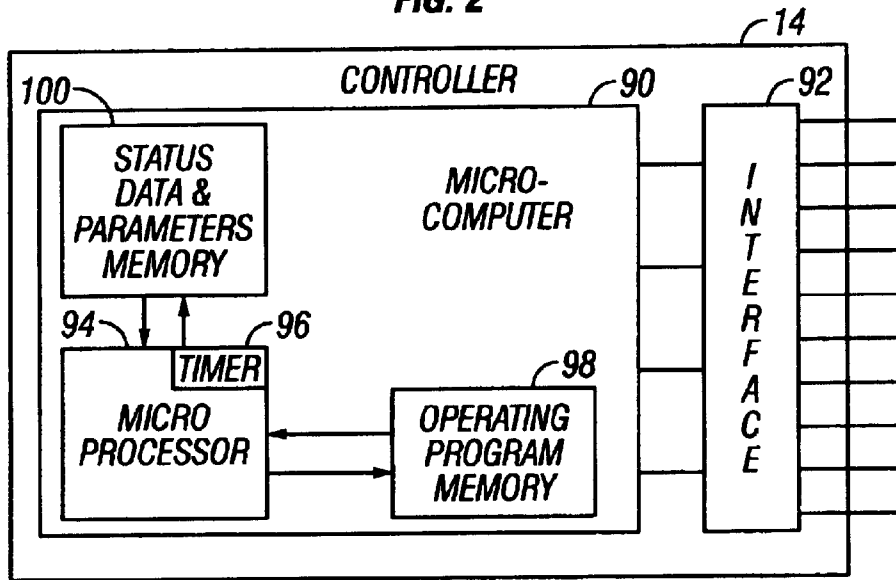 FIG. 2
14
CONTROLLER
100
90
92
STATUS
DATA &
PARAMETERS
MEMORY
MICRO-
COMPUTER
INTERFACE
94
96
TIMER
98
MICRO
PROCESSOR
OPERATING
PROGRAM
MEMORY